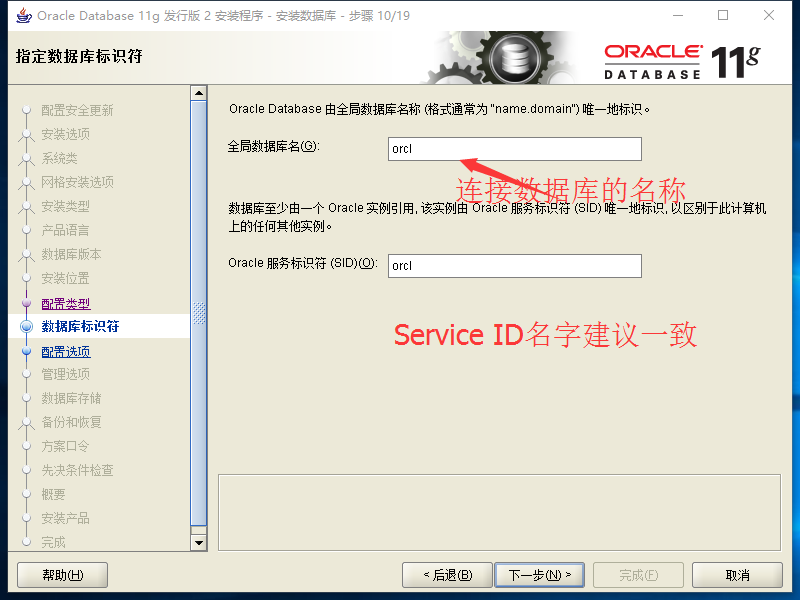 Oracle Database 11g 发行版 2 安装程序 - 安装数据库 - 步骤 10/19
指定数据库标识符
ORACLE
DATABASE
11g
配置安全更新
安装选项
系统类
网格安装选项
安装类型
产品语言
数据库版本
安装位置
配置类型
数据库标识符
配置选项
管理选项
数据库存储
备份和恢复
方案口令
先决条件检查
概要
安装产品
完成
Oracle Database 由全局数据库名称 (格式通常为 "name.domain") 唯一地标识。
全局数据库名(G):
orcl
连接数据库的名称
数据库至少由一个 Oracle 实例引用, 该实例由 Oracle 服务标识符 (SID) 唯一地标识, 以区别于此计算机
上的任何其他实例。
Oracle 服务标识符 (SID)(O):
orcl
Service ID名字建议一致
帮助(H)
< 后退(B)
下一步(N) >
完成(F)
取消